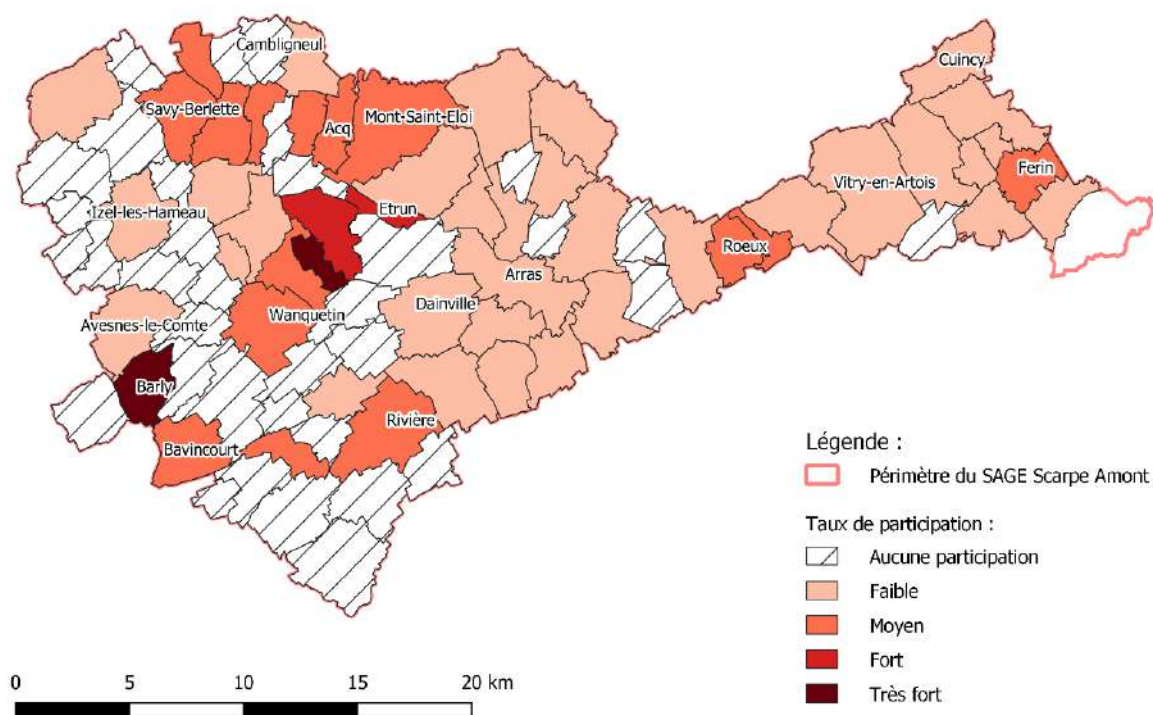 Cambligneul
Cuincy
Savy-Berlette
Acq
Mont-Saint-Eloi
Ferin
Vitry-en-Artois
Izel-les-Hameau
Etrun
Roeux
Arras
Dainville
Wanquetin
Avesnes-le-Comte
Barly
Rivière
Bavincourt
Légende :
Périmètre du SAGE Scarpe Amont
Taux de participation :
Aucune participation
Faible
Moyen
Fort
Très fort
0 5 10 15 20 km